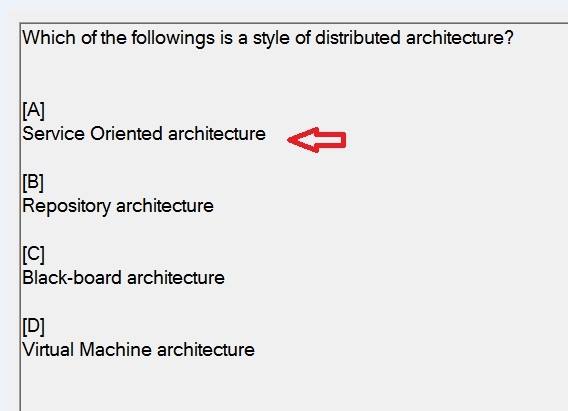 Which of the followings is a style of distributed architecture?
[A]
Service Oriented architecture
[B]
Repository architecture
[C]
Black-board architecture
[D]
Virtual Machine architecture